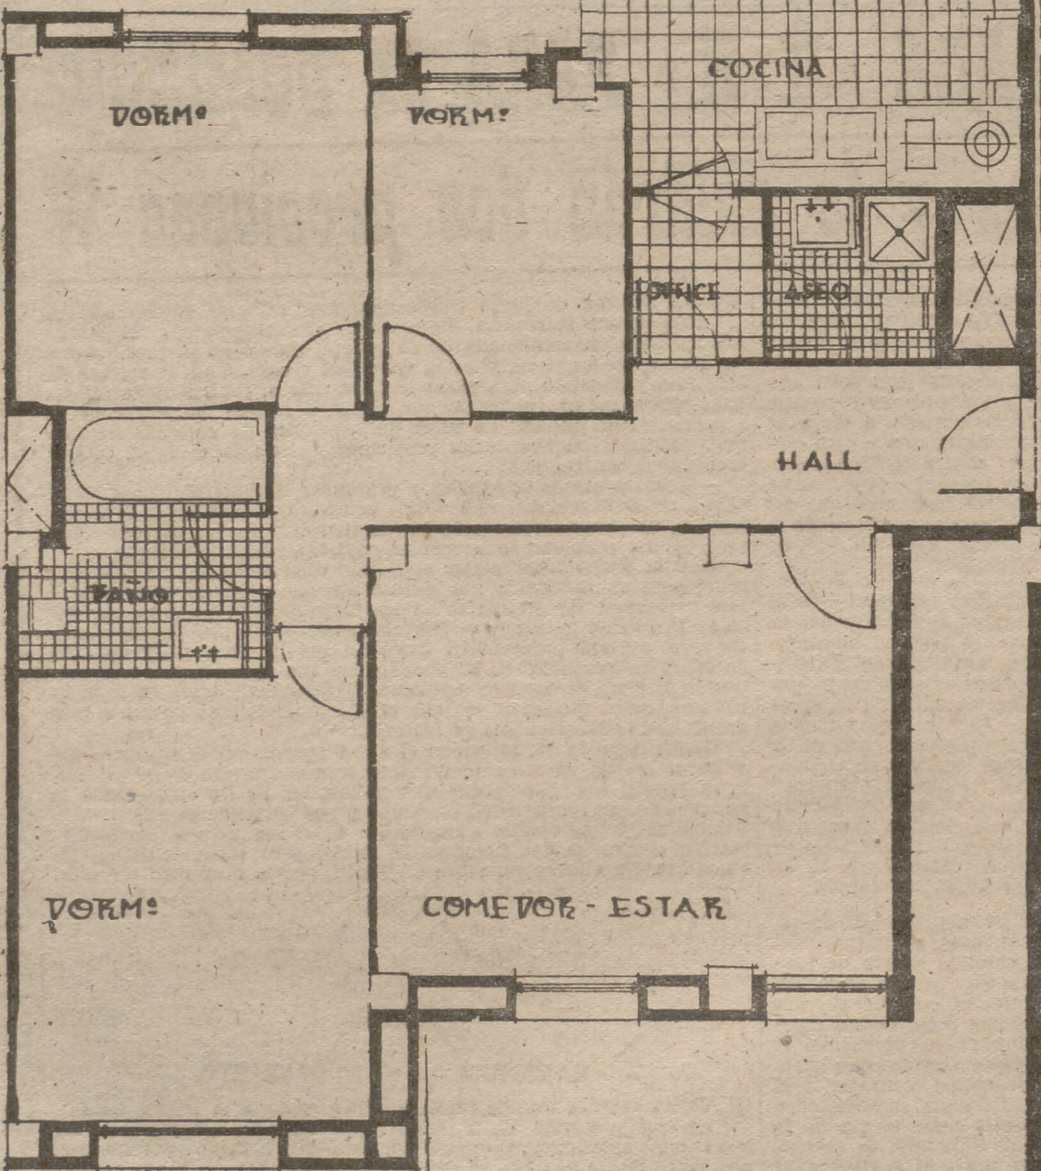 COCINA
DORMº
DORMº
OFFICE
ASEO
HALL
BAÑO
DORMº
COMEDOR - ESTAR